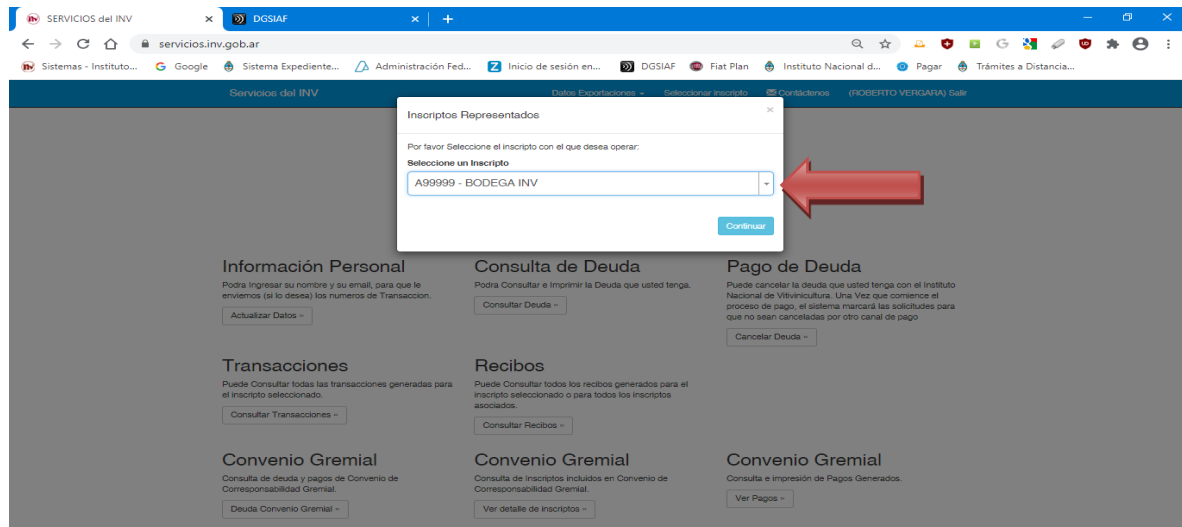 SERVICIOS del INV
DGSIAF
servicios.inv.gob.ar
Sistemas - Instituto...
Google
Sistema Expediente...
Administración Fed...
Inicio de sesión en...
DGSIAF
Fiat Plan
Instituto Nacional d...
Pagar
Trámites a Distancia...
Servicios del INV
Datos Exportaciones
Seleccionar inscripto
Contáctenos
(ROBERTO VERGARA) Salir
Inscriptos Representados
×
Por favor Seleccione el inscripto con el que desea operar:
Seleccione un Inscripto
A99999 - BODEGA INV
Continuar
Información Personal
Podra Ingresar su nombre y su email, para que le
enviemos (si lo desea) los numeros de Transaccion.
Actualizar Datos »
Consulta de Deuda
Podra Consultar e Imprimir la Deuda que usted tenga.
Consultar Deuda »
Pago de Deuda
Puede cancelar la deuda que usted tenga con el Instituto
Nacional de Vitivinicultura. Una Vez que comience el
proceso de pago, el sistema marcará las solicitudes para
que no sean canceladas por otro canal de pago
Cancelar Deuda »
Transacciones
Puede Consultar todas las transacciones generadas para
el inscripto seleccionado.
Consultar Transacciones »
Recibos
Puede Consultar todos los recibos generados para el
inscripto seleccionado o para todos los inscriptos
asociados.
Consultar Recibos »
Convenio Gremial
Consulta de deuda y pagos de Convenio de
Corresponsabilidad Gremial.
Deuda Convenio Gremial »
Convenio Gremial
Consulta de Inscriptos incluidos en Convenio de
Corresponsabilidad Gremial.
Ver detalle de inscriptos »
Convenio Gremial
Consulta e impresión de Pagos Generados.
Ver Pagos »